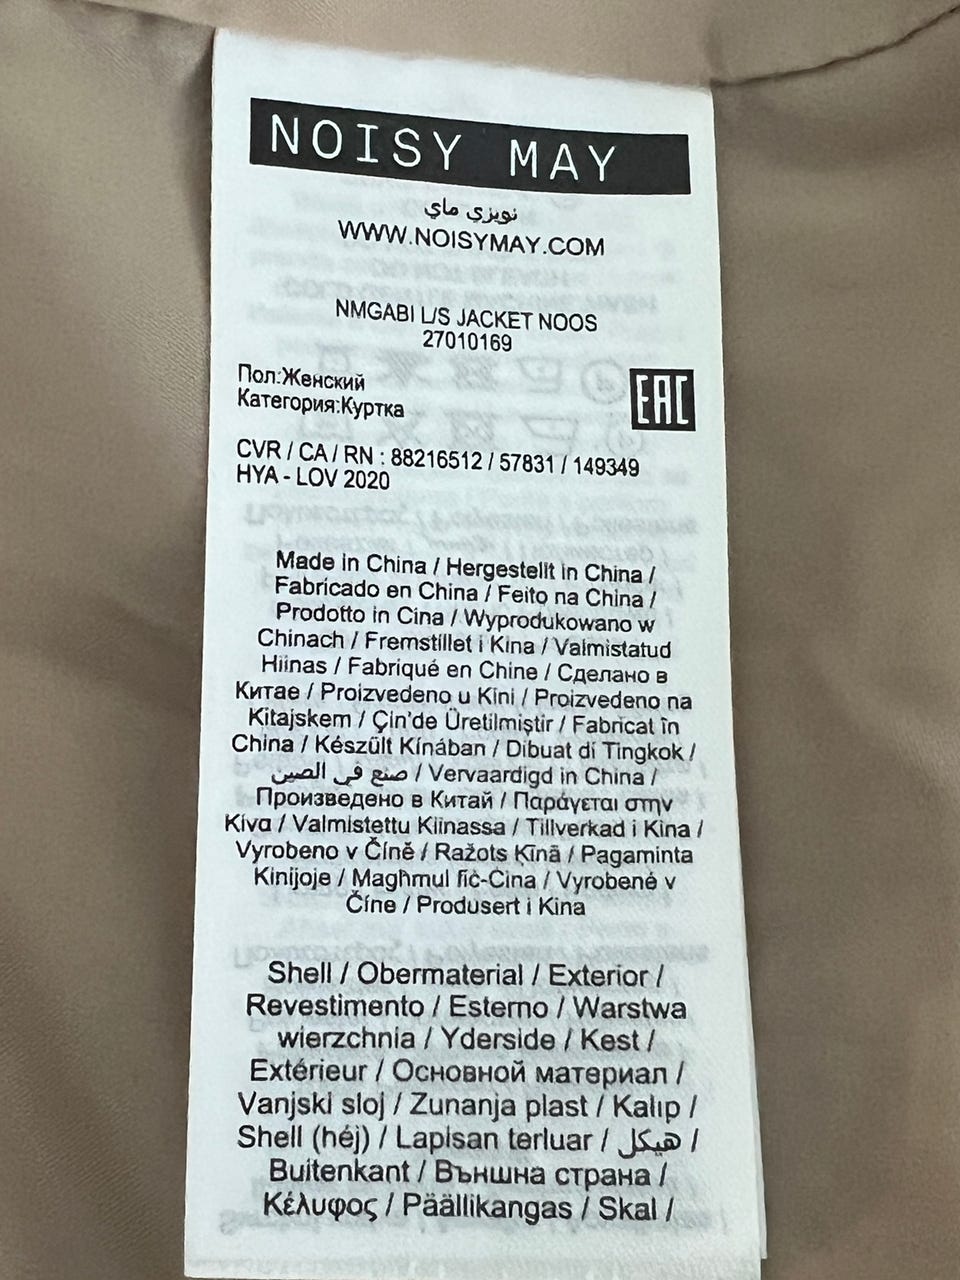 NOISY MAY
نويزي ماي
WWW.NOISYMAY.COM
NMGABI L/S JACKET NOOS
27010169
Пол:Женский
Категория:Куртка
EAC
CVR / CA / RN : 88216512 / 57831 / 149349
HYA - LOV 2020
Made in China / Hergestellt in China /
Fabricado en China / Feito na China /
Prodotto in Cina / Wyprodukowano w
Chinach / Fremstillet i Kina / Valmistatud
Hiinas / Fabriqué en Chine / Сделано в
Китае / Proizvedeno u Kini / Proizvedeno na
Kitajskem / Çin'de Üretilmiştir / Fabricat în
China / Készült Kínában / Dibuat di Tingkok /
صنع في الصين / Vervaardigd in China /
Произведено в Китай / Παράγεται στην
Κίνα / Valmistettu Kiinassa / Tillverkad i Kina /
Vyrobeno v Číně / Ražots Ķīnā / Pagaminta
Kinijoje / Magħmul fiċ-Ċina / Vyrobené v
Číne / Produsert i Kina
Shell / Obermaterial / Exterior /
Revestimento / Esterno / Warstwa
wierzchnia / Yderside / Kest /
Extérieur / Основной материал /
Vanjski sloj / Zunanja plast / Kalıp /
Shell (héj) / Lapisan terluar / هيكل /
Buitenkant / Външна страна /
Κέλυφος / Päällikangas / Skal /